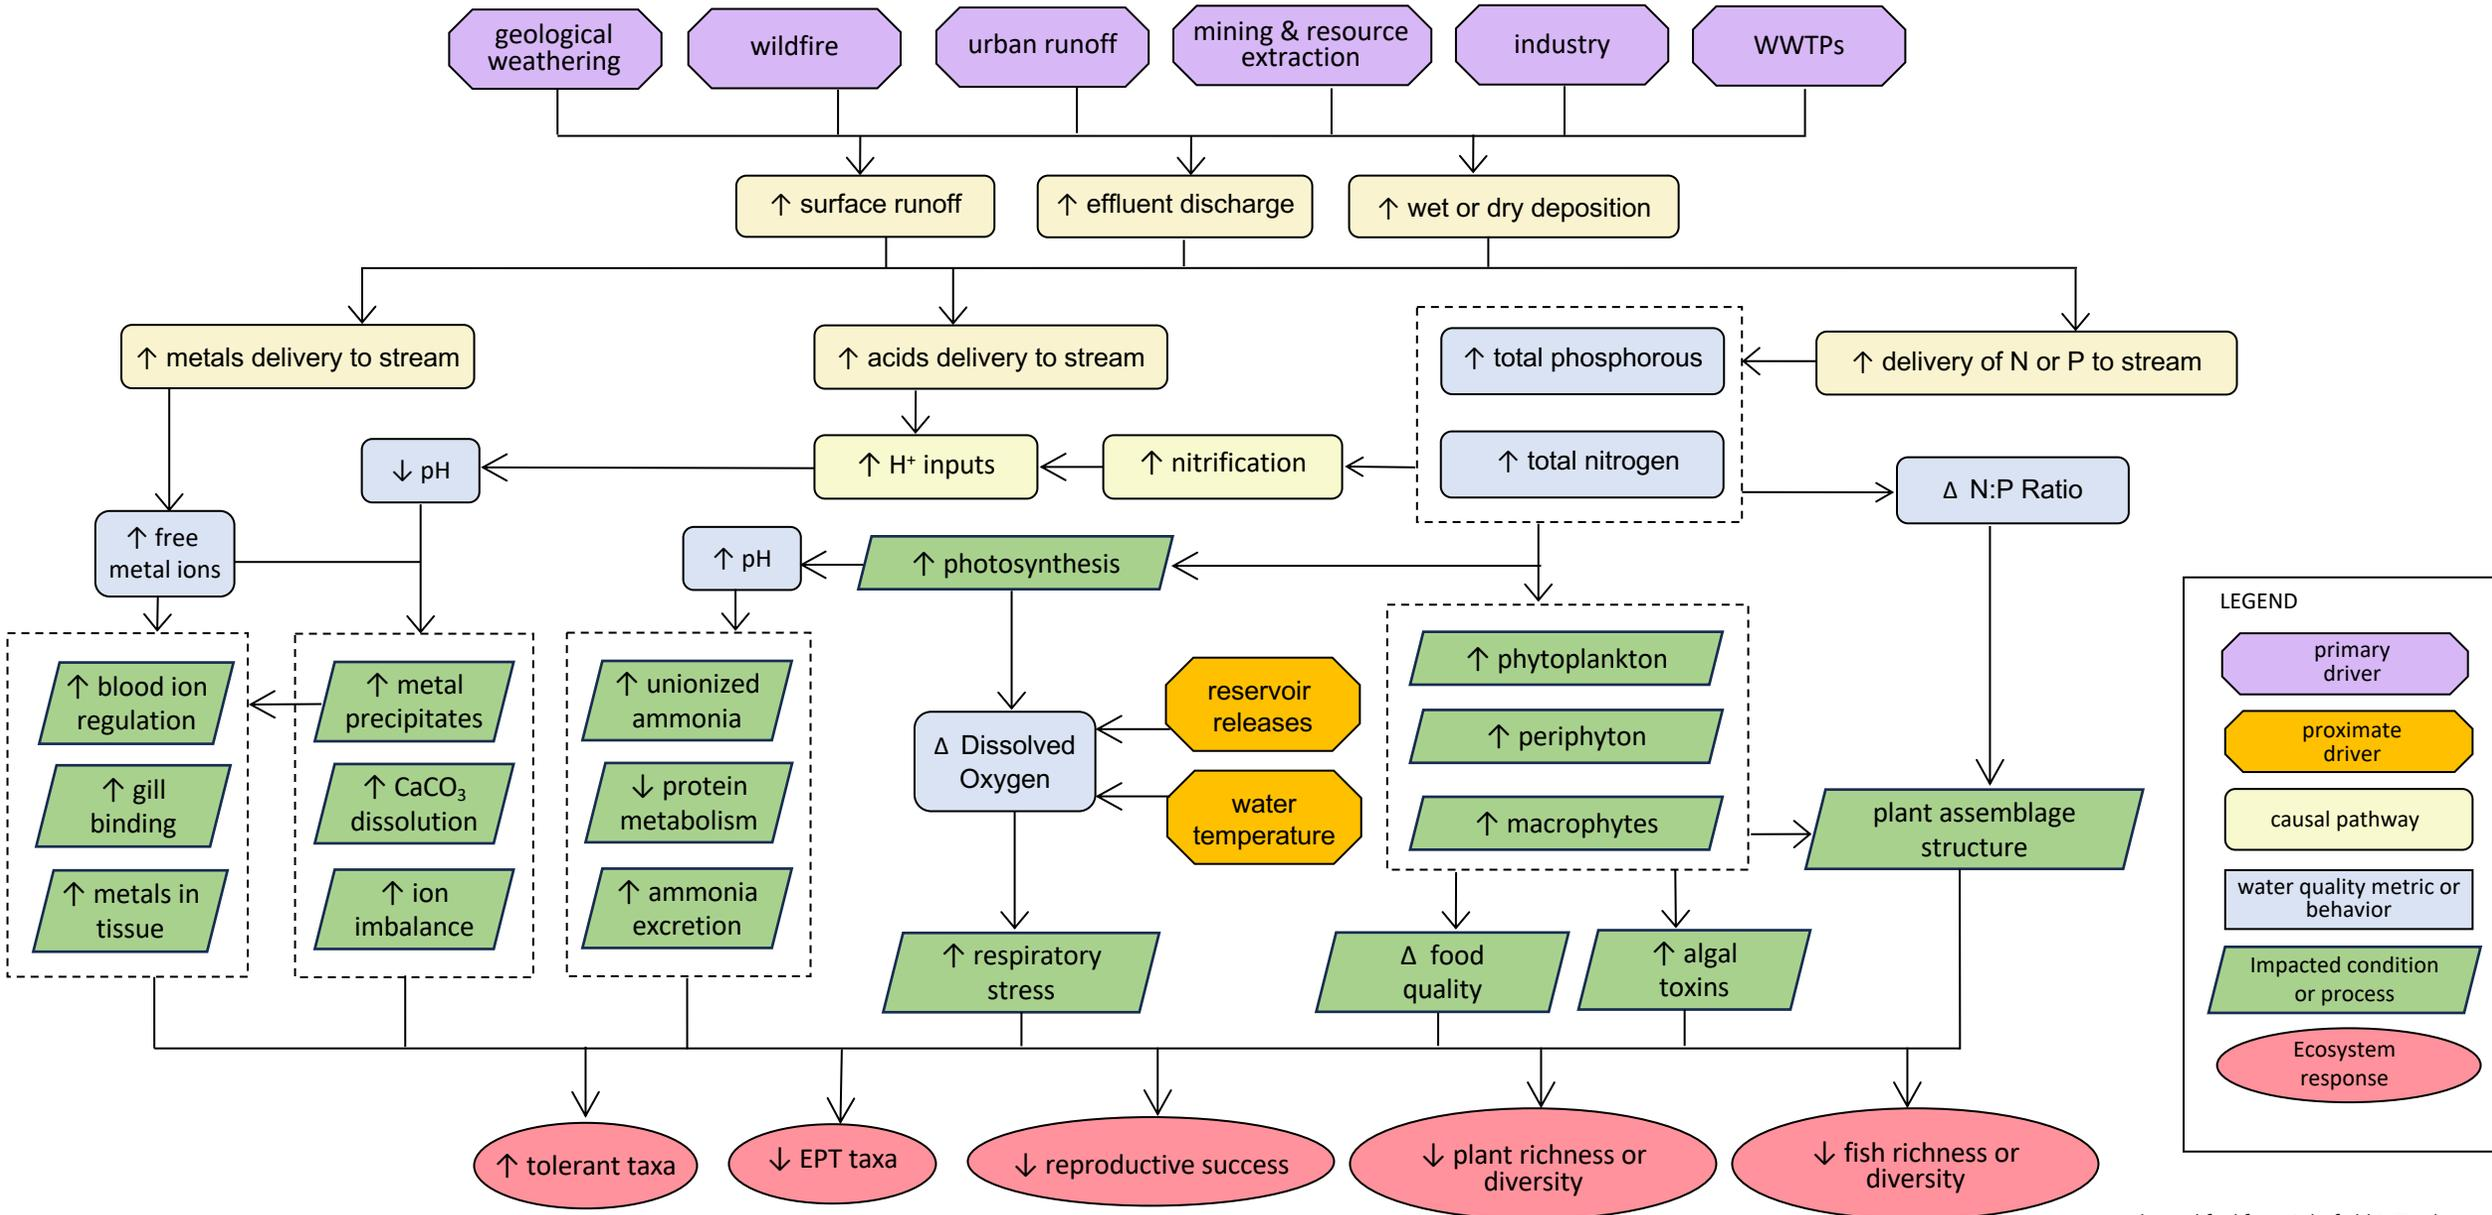 geological
weathering
wildfire
urban runoff
mining & resource
extraction
industry
WWTPs
↑ surface runoff
↑ effluent discharge
↑ wet or dry deposition
↑ metals delivery to stream
↑ acids delivery to stream
↑ total phosphorous
↑ delivery of N or P to stream
↓ pH
↑ H⁺ inputs
↑ nitrification
↑ total nitrogen
Δ N:P Ratio
↑ free
metal ions
↑ pH
↑ photosynthesis
↑ blood ion
regulation
↑ gill
binding
↑ metals in
tissue
↑ metal
precipitates
↑ CaCO₃
dissolution
↑ ion
imbalance
↑ unionized
ammonia
↓ protein
metabolism
↑ ammonia
excretion
Δ Dissolved
Oxygen
reservoir
releases
water
temperature
↑ phytoplankton
↑ periphyton
↑ macrophytes
plant assemblage
structure
↑ respiratory
stress
Δ food
quality
↑ algal
toxins
↑ tolerant taxa
↓ EPT taxa
↓ reproductive success
↓ plant richness or
diversity
↓ fish richness or
diversity
LEGEND
primary
driver
proximate
driver
causal pathway
water quality metric or
behavior
Impacted condition
or process
Ecosystem
response